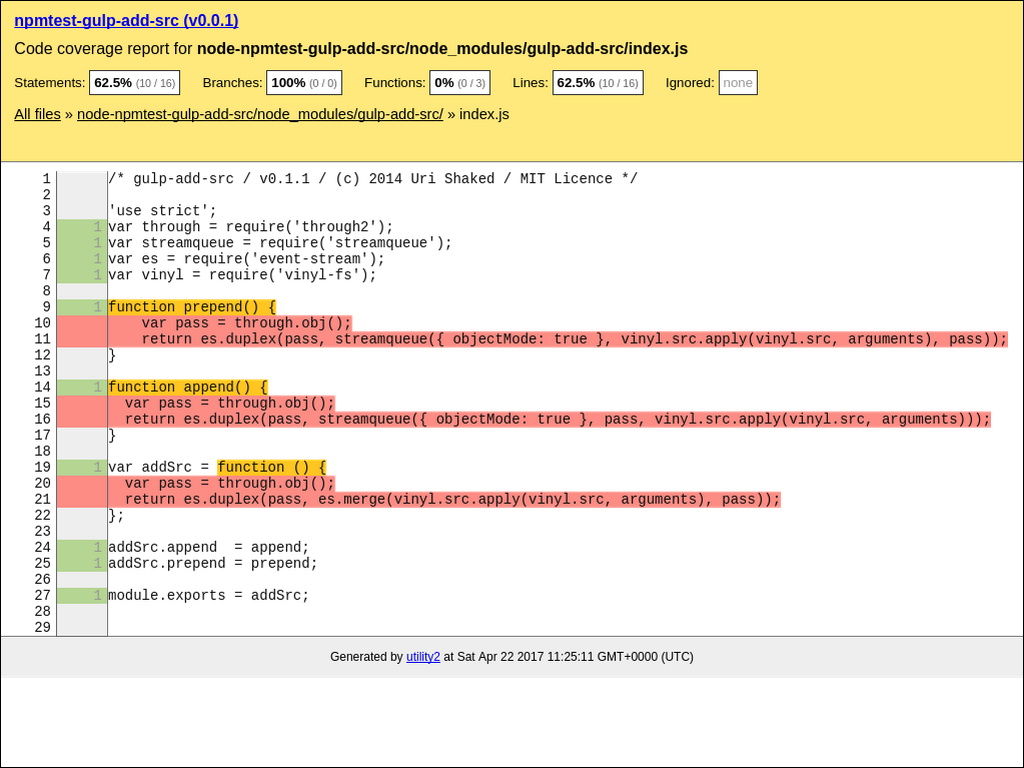 npmtest-gulp-add-src (v0.0.1)
Code coverage report for node-npmtest-gulp-add-src/node_modules/gulp-add-src/index.js
Statements: 62.5% (10 / 16) Branches: 100% (0 / 0) Functions: 0% (0 / 3) Lines: 62.5% (10 / 16) Ignored: none
All files » node-npmtest-gulp-add-src/node_modules/gulp-add-src/ » index.js
1 /* gulp-add-src / v0.1.1 / (c) 2014 Uri Shaked / MIT Licence */
2
3 'use strict';
4 1 var through = require('through2');
5 1 var streamqueue = require('streamqueue');
6 1 var es = require('event-stream');
7 1 var vinyl = require('vinyl-fs');
8
9 1 function prepend() {
10     var pass = through.obj();
11     return es.duplex(pass, streamqueue({ objectMode: true }, vinyl.src.apply(vinyl.src, arguments), pass));
12 }
13
14 1 function append() {
15   var pass = through.obj();
16   return es.duplex(pass, streamqueue({ objectMode: true }, pass, vinyl.src.apply(vinyl.src, arguments)));
17 }
18
19 1 var addSrc = function () {
20   var pass = through.obj();
21   return es.duplex(pass, es.merge(vinyl.src.apply(vinyl.src, arguments), pass));
22 };
23
24 1 addSrc.append  = append;
25 1 addSrc.prepend = prepend;
26
27 1 module.exports = addSrc;
28
29
Generated by utility2 at Sat Apr 22 2017 11:25:11 GMT+0000 (UTC)